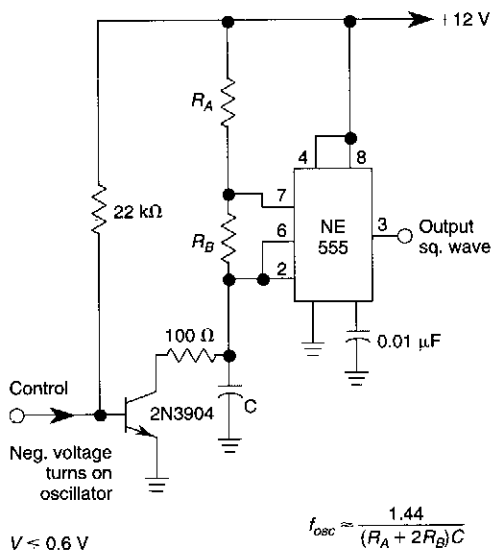 +12 V
R_A
4
8
7
22 kΩ
NE
555
3
Output
sq. wave
6
R_B
2
100 Ω
0.01 µF
Control
C
2N3904
Neg. voltage
turns on
oscillator
V < 0.6 V
f_osc ≈ 1.44 / (R_A + 2R_B)C